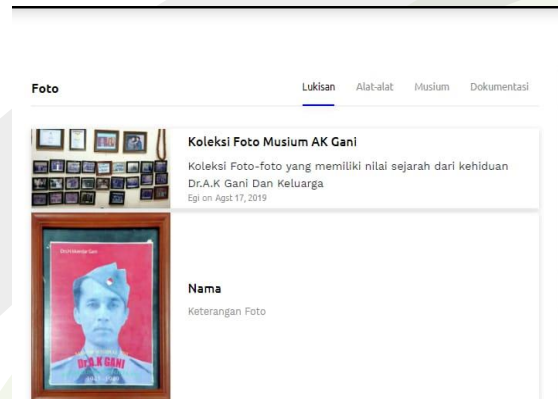 Foto
Lukisan
Alat-alat
Musium
Dokumentasi
Koleksi Foto Musium AK Gani
Koleksi Foto-foto yang memiliki nilai sejarah dari kehiduan
Dr.A.K Gani Dan Keluarga
Egi on Agst 17, 2019
Nama
Keterangan Foto
Dr.A.K GANI